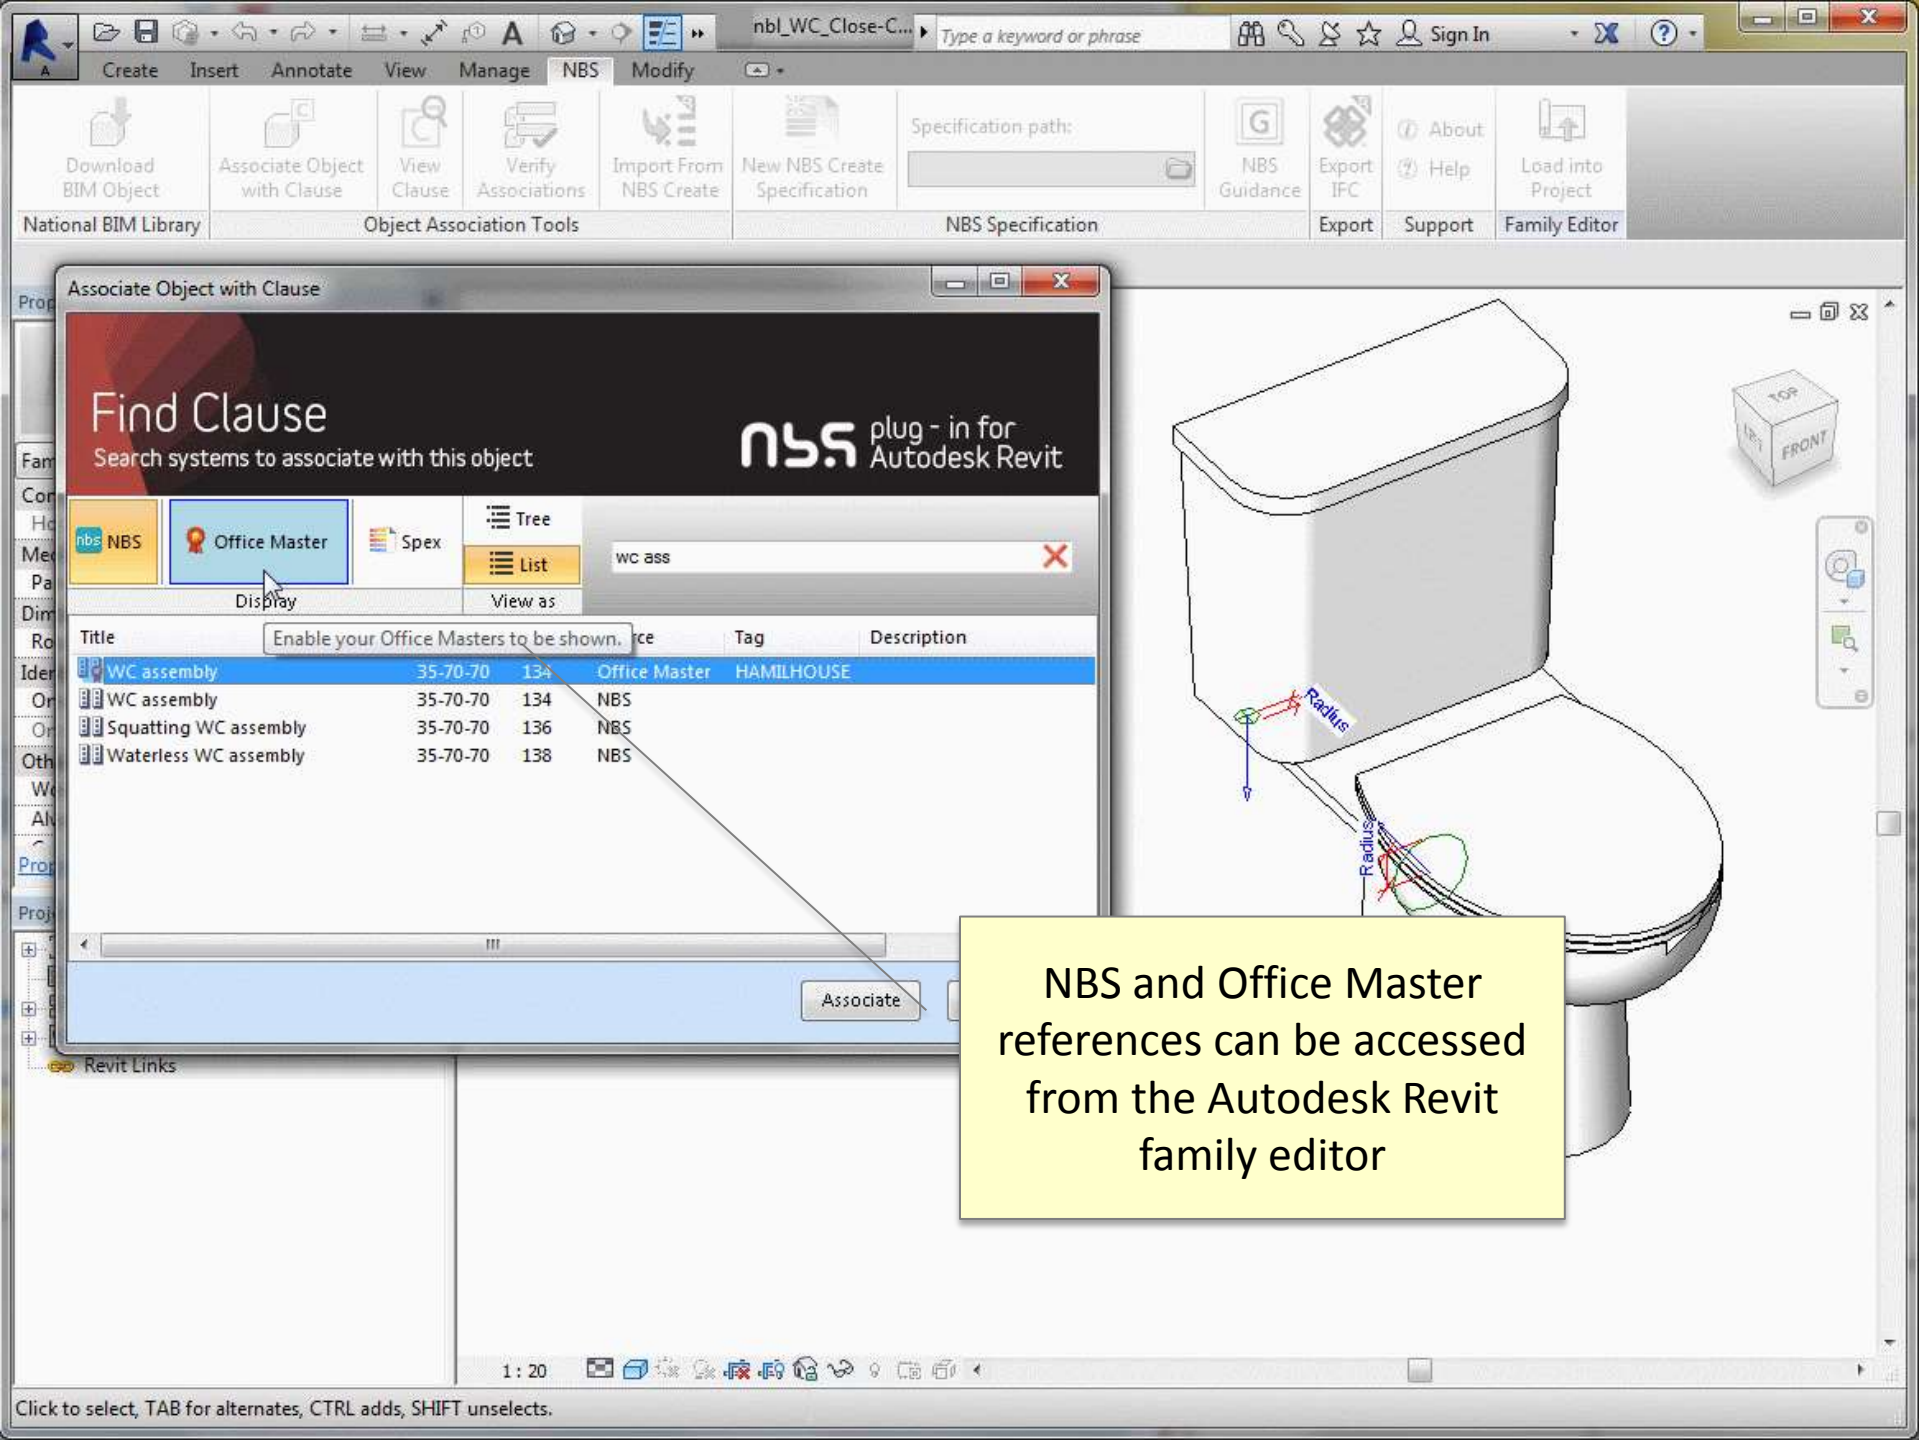 nbl_WC_Close-C...
Type a keyword or phrase
Sign In
A
Create Insert Annotate View Manage NBS Modify
Download BIM Object
Associate Object with Clause
View Clause
Verify Associations
Import From NBS Create
New NBS Create Specification
Specification path:
G
NBS Guidance
Export IFC
About
Help
Load into Project
National BIM Library
Object Association Tools
NBS Specification
Export
Support
Family Editor
Associate Object with Clause
Find Clause
Search systems to associate with this object
nbs plug-in for
Autodesk Revit
nbs NBS
Office Master
Spex
Tree
List
wc ass
Display
View as
Enable your Office Masters to be shown.
Title Tag Description
WC assembly 35-70-70 134 Office Master HAMILHOUSE
WC assembly 35-70-70 134 NBS
Squatting WC assembly 35-70-70 136 NBS
Waterless WC assembly 35-70-70 138 NBS
Associate
Revit Links
TOP
FRONT
Radius
Radius
NBS and Office Master
references can be accessed
from the Autodesk Revit
family editor
1 : 20
Click to select, TAB for alternates, CTRL adds, SHIFT unselects.